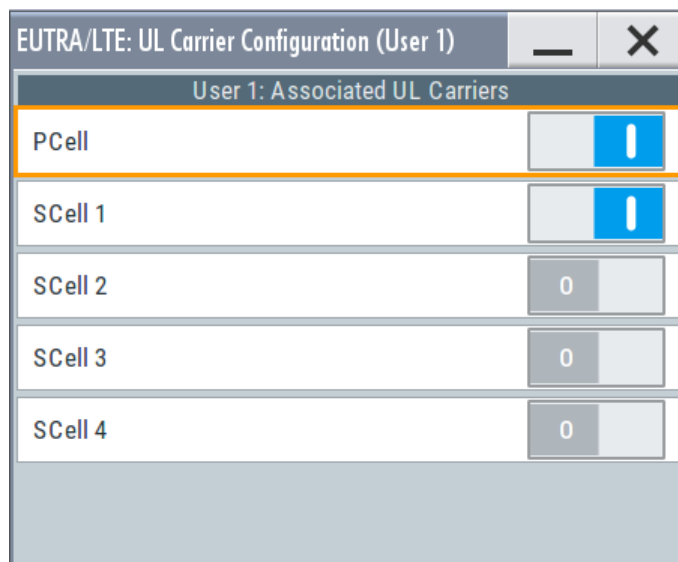 EUTRA/LTE: UL Carrier Configuration (User 1)
User 1: Associated UL Carriers
PCell
SCell 1
SCell 2 0
SCell 3 0
SCell 4 0